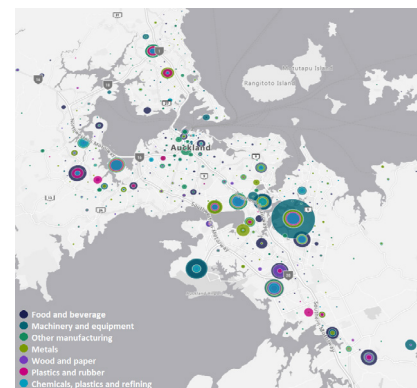 Rangitoto Island
Auckland
Food and beverage
Machinery and equipment
Other manufacturing
Metals
Wood and paper
Plastics and rubber
Chemicals, plastics and refining